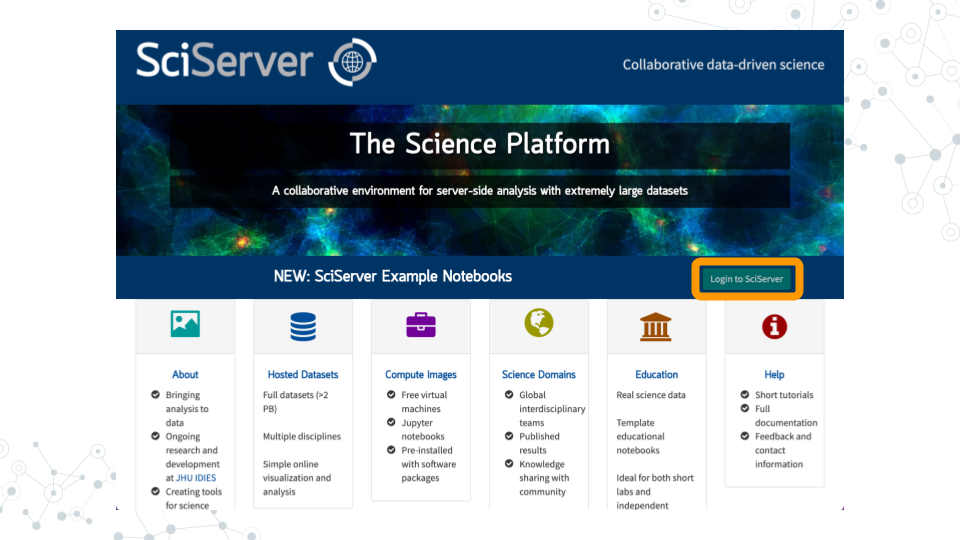 SciServer
Collaborative data-driven science
The Science Platform
A collaborative environment for server-side analysis with extremely large datasets
NEW: SciServer Example Notebooks
Login to SciServer
About
Bringing
analysis to
data
Ongoing
research and
development
at JHU IDIES
Creating tools
for science
Hosted Datasets
Full datasets (>2
PB)
Multiple disciplines
Simple online
visualization and
analysis
Compute Images
Free virtual
machines
Jupyter
notebooks
Pre-installed
with software
packages
Science Domains
Global
interdisciplinary
teams
Published
results
Knowledge
sharing with
community
Education
Real science data
Template
educational
notebooks
Ideal for both short
labs and
independent
Help
Short tutorials
Full
documentation
Feedback and
contact
information